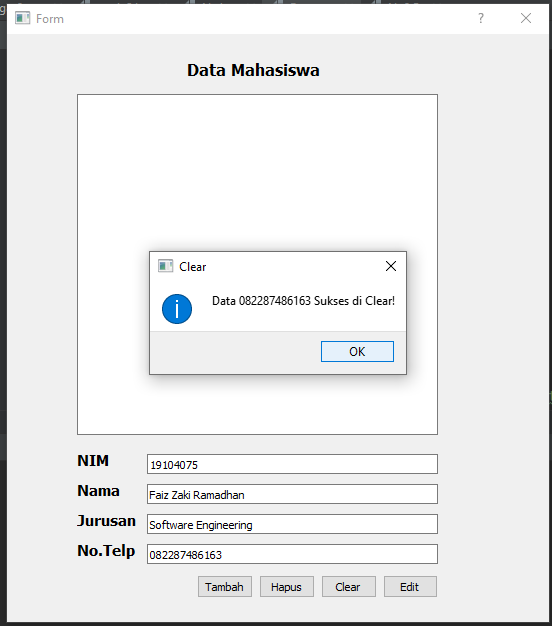 Form
Data Mahasiswa
Clear
Data 082287486163 Sukses di Clear!
OK
NIM 19104075
Nama Faiz Zaki Ramadhan
Jurusan Software Engineering
No.Telp 082287486163
Tambah Hapus Clear Edit